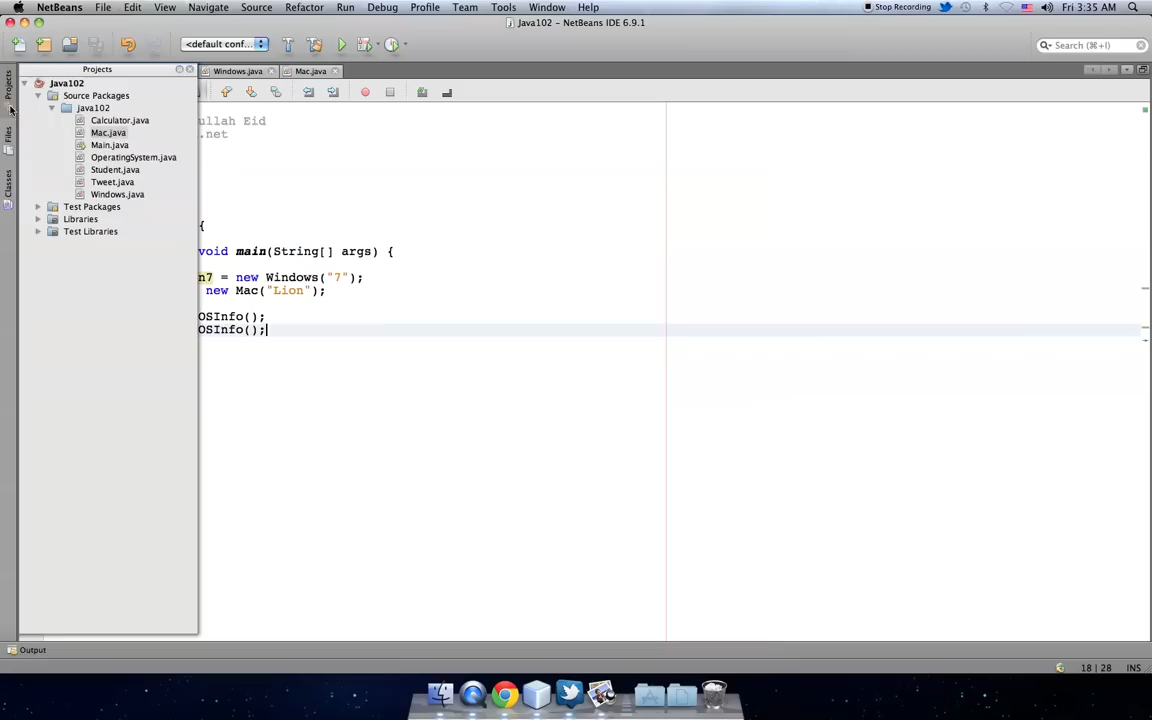 NetBeans File Edit View Navigate Source Refactor Run Debug Profile Team Tools Window Help Stop Recording Fri 3:35 AM
Java102 – NetBeans IDE 6.9.1
<default conf... Search (⌘+I)
Projects
Windows.java Mac.java
Projects
Files
Classes
Java102
Source Packages
java102
Calculator.java
Mac.java
Main.java
OperatingSystem.java
Student.java
Tweet.java
Windows.java
Test Packages
Libraries
Test Libraries
ullah Eid
.net
{
void main(String[] args) {
n7 = new Windows("7");
new Mac("Lion");
OSInfo();
OSInfo();
Output
18 | 28 INS